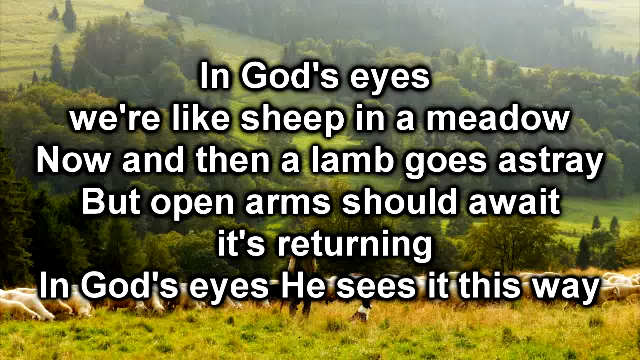 In God's eyes
we're like sheep in a meadow
Now and then a lamb goes astray
But open arms should await
it's returning
In God's eyes He sees it this way